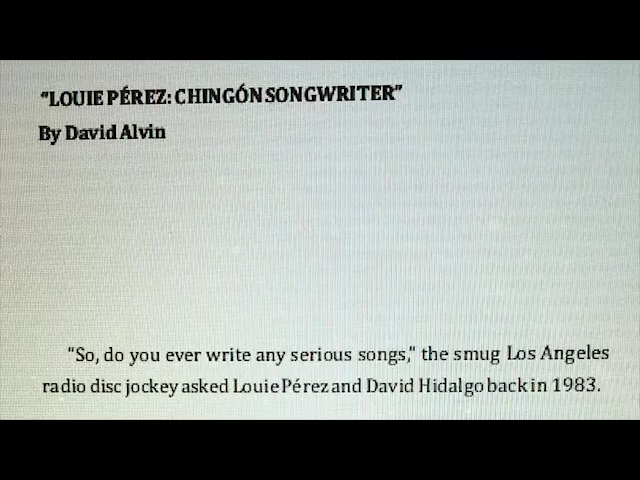 “LOUIE PÉREZ: CHINGÓN SONGWRITER”
By David Alvin
“So, do you ever write any serious songs,” the smug Los Angeles
radio disc jockey asked Louie Pérez and David Hidalgo back in 1983.